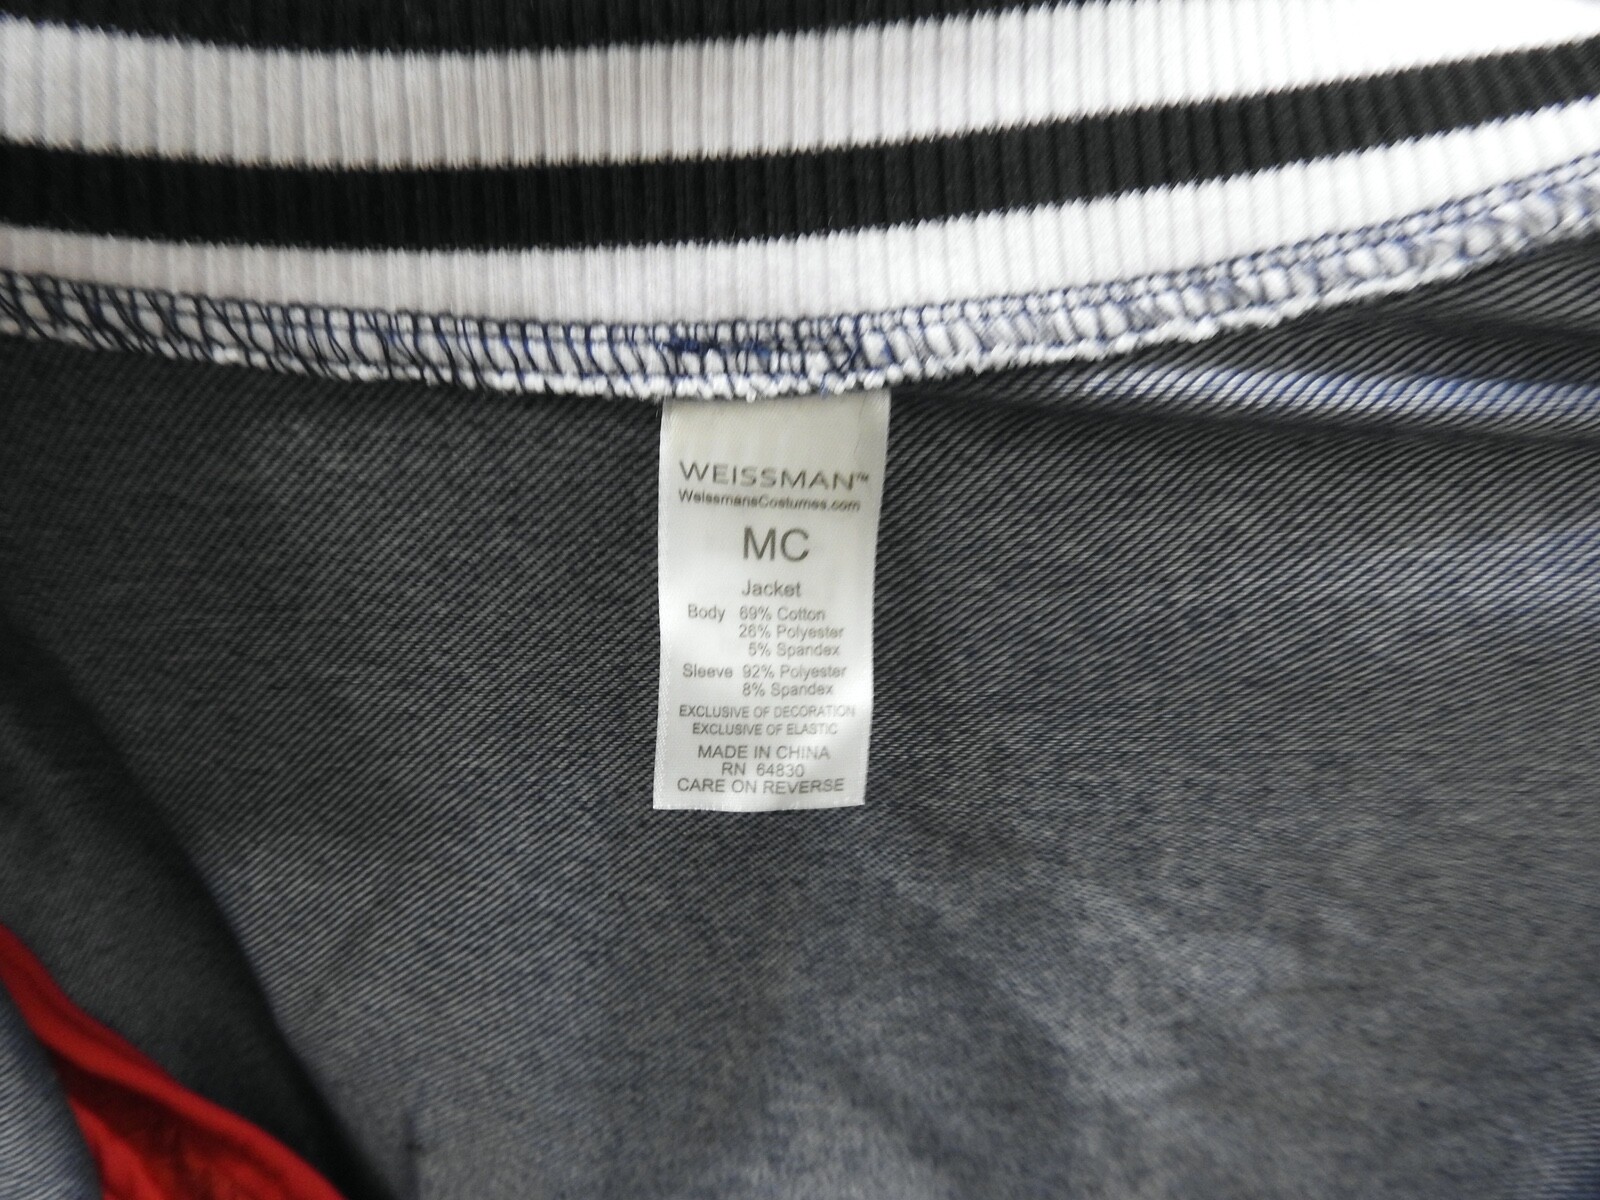 WEISSMAN™
WeissmansCostumes.com
MC
Jacket
Body 69% Cotton
26% Polyester
5% Spandex
Sleeve 92% Polyester
8% Spandex
EXCLUSIVE OF DECORATION
EXCLUSIVE OF ELASTIC
MADE IN CHINA
RN 64830
CARE ON REVERSE